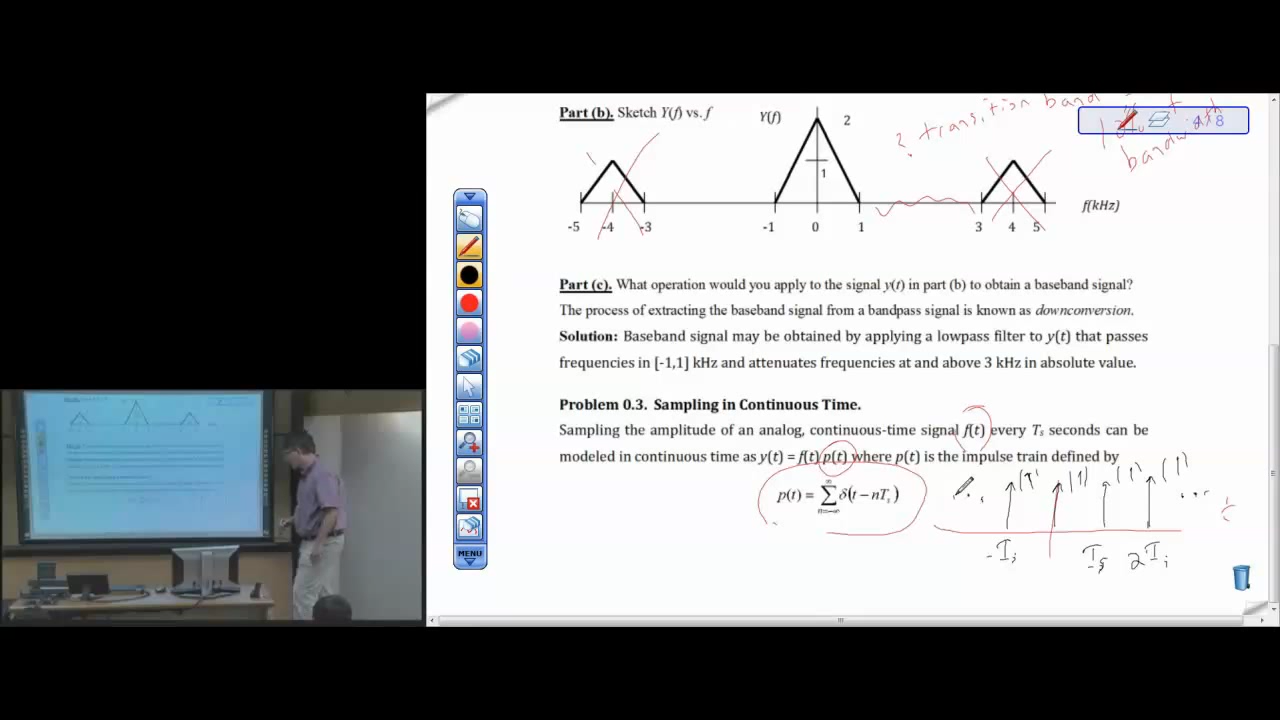 Part (b). Sketch Y(f) vs. f
Y(f)
2
1
? transition band
bandwidth
8
-5 -4 -3 -1 0 1 3 4 5
f(kHz)
Part (c). What operation would you apply to the signal y(t) in part (b) to obtain a baseband signal?
The process of extracting the baseband signal from a bandpass signal is known as downconversion.
Solution: Baseband signal may be obtained by applying a lowpass filter to y(t) that passes
frequencies in [-1,1] kHz and attenuates frequencies at and above 3 kHz in absolute value.
Problem 0.3. Sampling in Continuous Time.
Sampling the amplitude of an analog, continuous-time signal f(t) every Ts seconds can be
modeled in continuous time as y(t) = f(t) p(t) where p(t) is the impulse train defined by
p(t) = ∑ δ(t − nTs)
n=−∞ ∞
(1) (1) (1) (1)
... t
-Ts Ts 2Ts
MENU